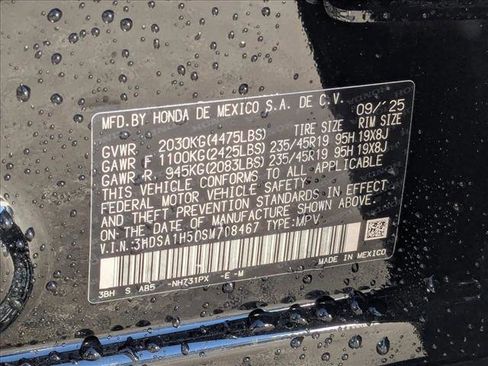 MFD.BY HONDA DE MEXICO S.A. DE C.V. 09/25
GVWR 2030KG(4475LBS) TIRE SIZE RIM SIZE
GAWR F 1100KG(2425LBS) 235/45R19 95H 19X8J
GAWR R. 945KG(2083LBS) 235/45R19 95H 19X8J
THIS VEHICLE CONFORMS TO ALL APPLICABLE
FEDERAL MOTOR VEHICLE SAFETY
AND THEFT PREVENTION STANDARDS IN EFFECT
ON THE DATE OF MANUFACTURE SHOWN ABOVE.
V.I.N:3HDSA1H50SM708467 TYPE:MPV
3BH S AB5 -NH731PX -E -M MADE IN MEXICO